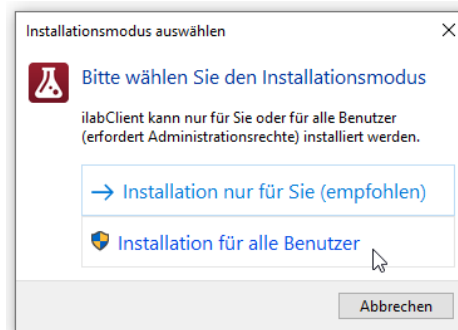 Installationsmodus auswählen
Bitte wählen Sie den Installationsmodus
ilabClient kann nur für Sie oder für alle Benutzer
(erfordert Administrationsrechte) installiert werden.
Installation nur für Sie (empfohlen)
Installation für alle Benutzer
Abbrechen